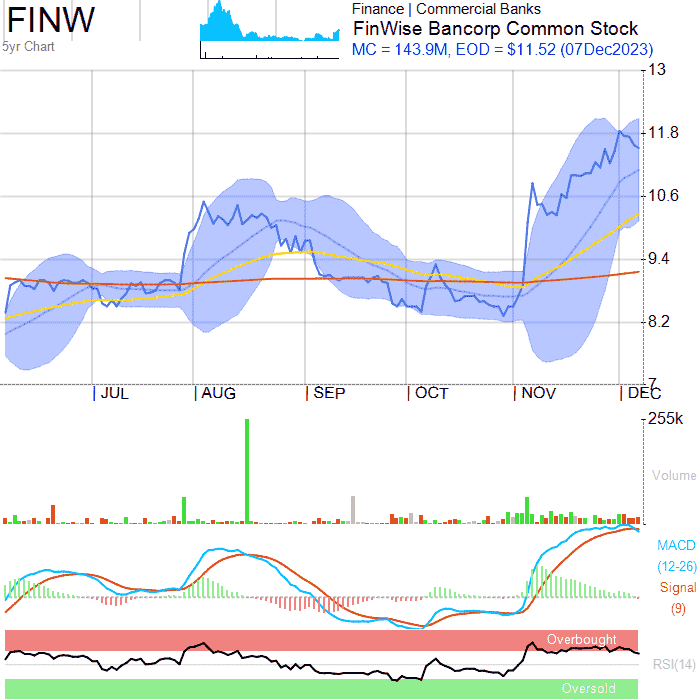 FINW
5yr Chart
Finance | Commercial Banks
FinWise Bancorp Common Stock
MC = 143.9M, EOD = $11.52 (07Dec2023)
13
11.8
10.6
9.4
8.2
7
JUL
AUG
SEP
OCT
NOV
DEC
255k
Volume
MACD
(12-26)
Signal
(9)
Overbought
RSI(14)
Oversold